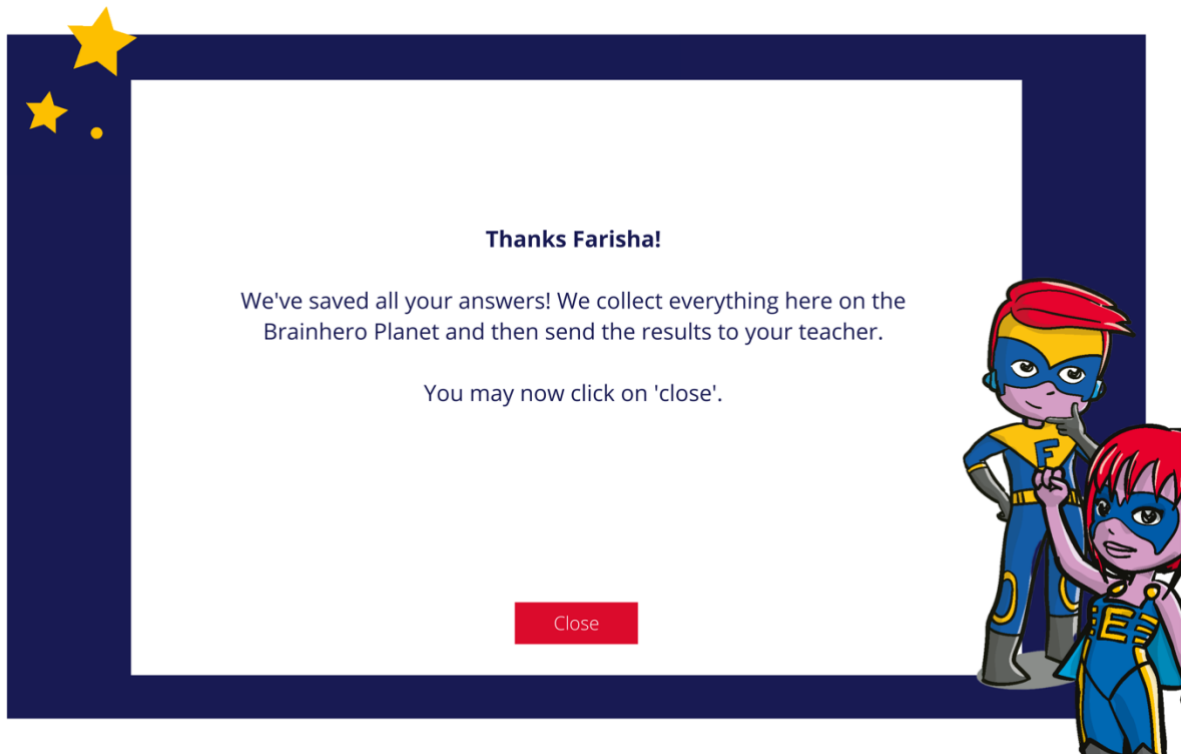 Thanks Farisha!
We've saved all your answers! We collect everything here on the
Brainhero Planet and then send the results to your teacher.
You may now click on 'close'.
F
E
Close